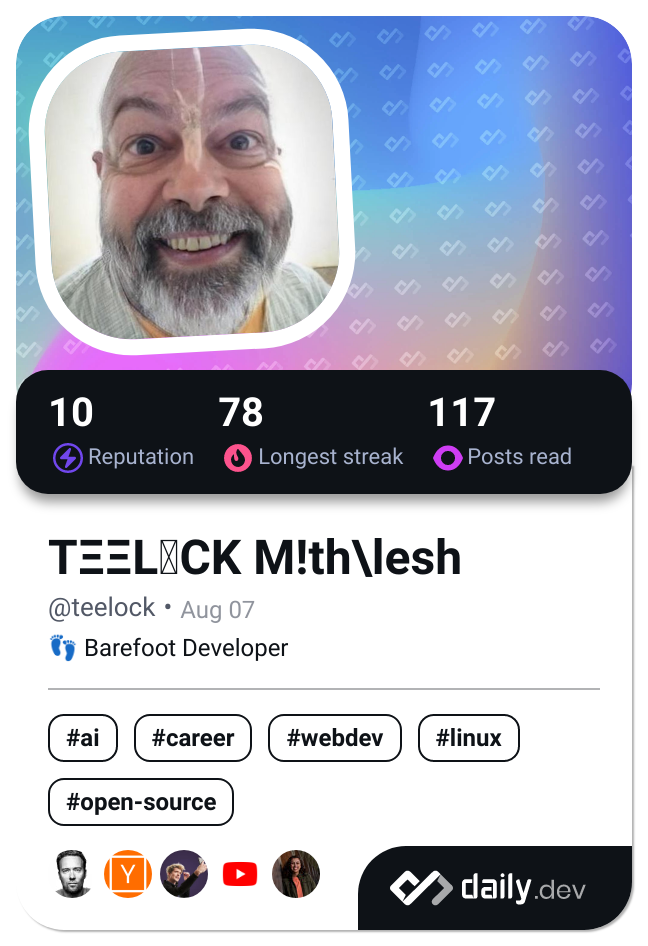 10 78 117
Reputation Longest streak Posts read
TΞΞL▯CK M!th\lesh
@teelock • Aug 07
👣 Barefoot Developer
#ai #career #webdev #linux
#open-source
Y
daily.dev